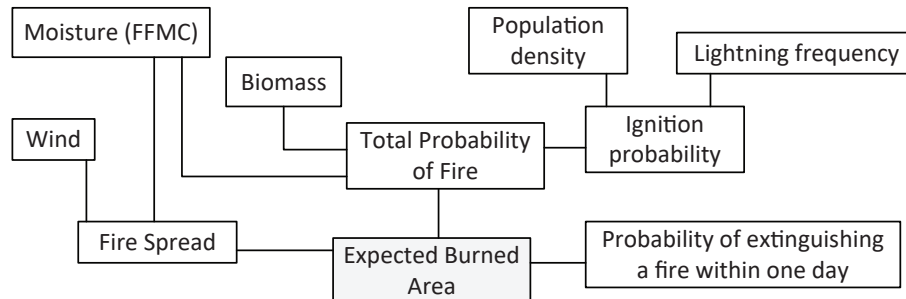 Moisture (FFMC)
Population
density
Lightning frequency
Biomass
Wind
Total Probability
of Fire
Ignition
probability
Fire Spread
Expected Burned
Area
Probability of extinguishing
a fire within one day